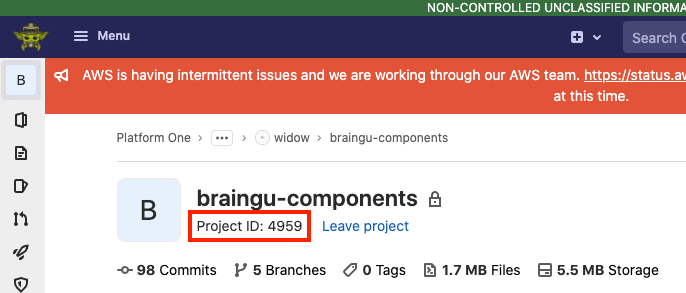 NON-CONTROLLED UNCLASSIFIED INFORMA
Menu
Search G
B
AWS is having intermittent issues and we are working through our AWS team. https://status.aw
at this time.
Platform One > ... > widow > braingu-components
B
braingu-components
Project ID: 4959 Leave project
98 Commits 5 Branches 0 Tags 1.7 MB Files 5.5 MB Storage